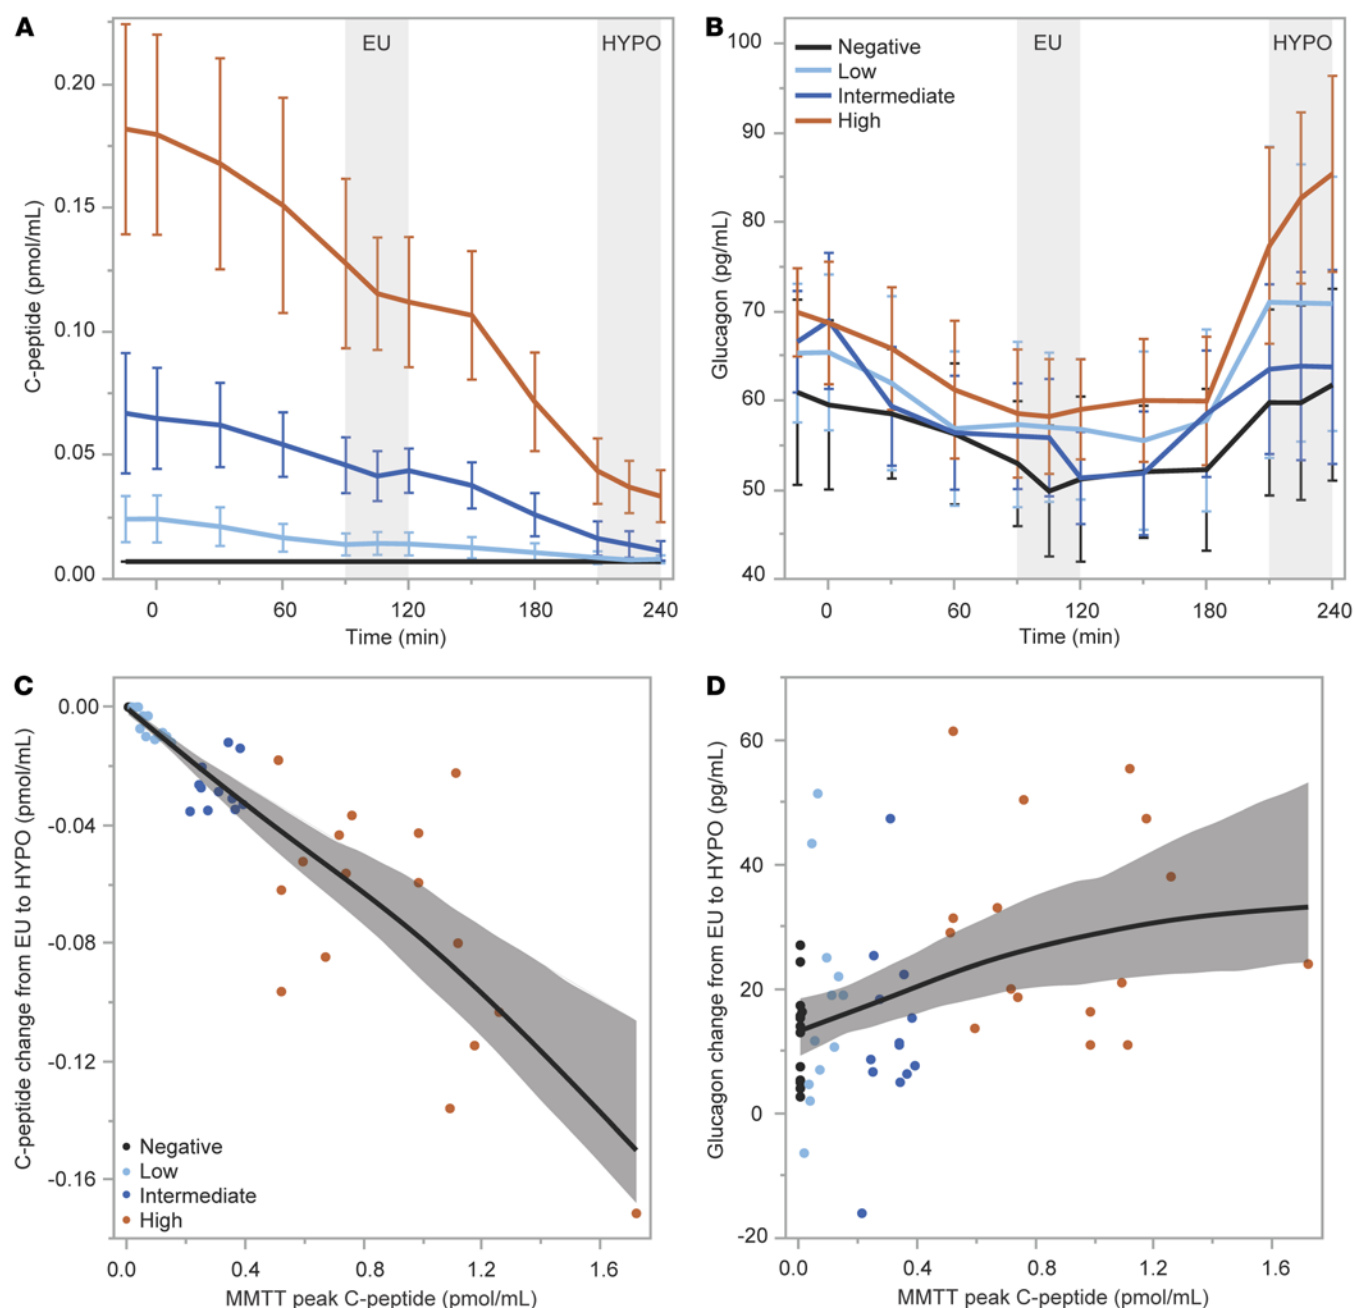 A
EU
HYPO
0.20
0.15
0.10
0.05
0.00
C-peptide (pmol/mL)
0
60
120
180
240
Time (min)
B
EU
HYPO
Negative
Low
Intermediate
High
100
90
80
70
60
50
40
Glucagon (pg/mL)
0
60
120
180
240
Time (min)
C
0.00
-0.04
-0.08
-0.12
-0.16
C-peptide change from EU to HYPO (pmol/mL)
Negative
Low
Intermediate
High
0.0
0.4
0.8
1.2
1.6
MMTT peak C-peptide (pmol/mL)
D
60
40
20
0
-20
Glucagon change from EU to HYPO (pg/mL)
0.0
0.4
0.8
1.2
1.6
MMTT peak C-peptide (pmol/mL)